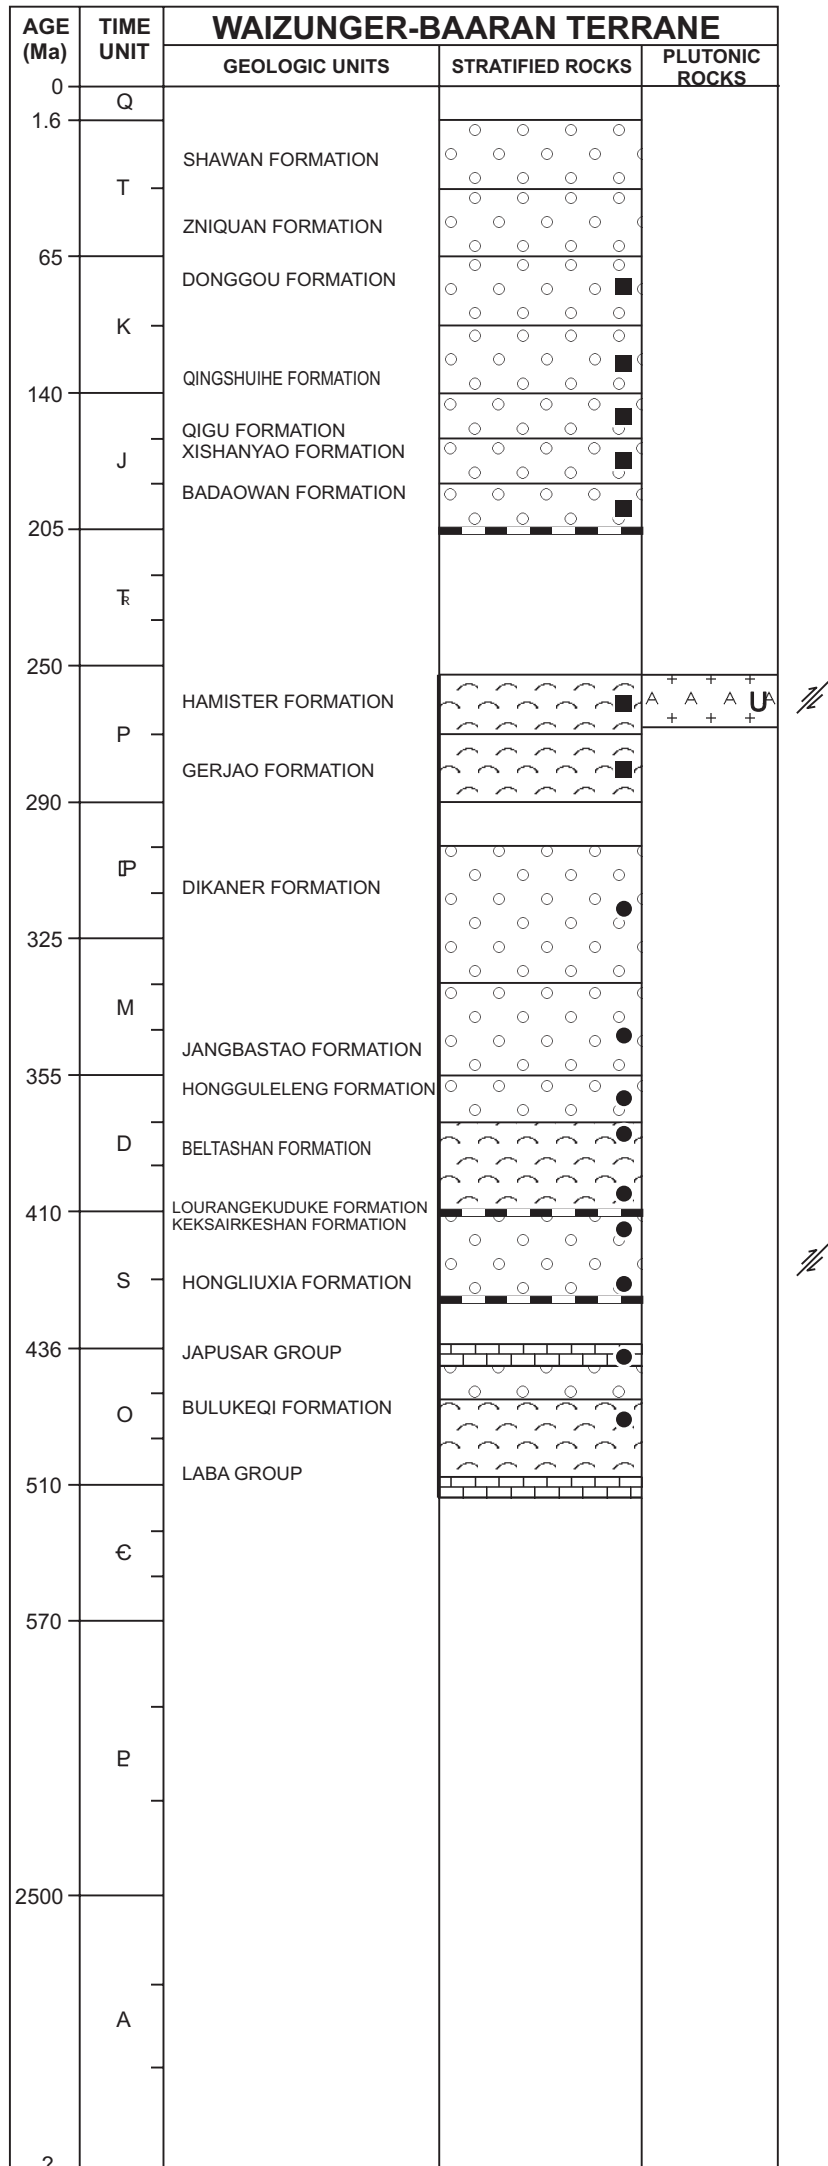 AGE (Ma)
TIME UNIT
WAIZUNGER-BAARAN TERRANE
GEOLOGIC UNITS
STRATIFIED ROCKS
PLUTONIC ROCKS
0
Q
1.6
SHAWAN FORMATION
T
ZNIQUAN FORMATION
65
DONGGOU FORMATION
K
QINGSHUIHE FORMATION
140
QIGU FORMATION
XISHANYAO FORMATION
J
BADAOWAN FORMATION
205
TR
250
HAMISTER FORMATION
A A A U A
P
GERJAO FORMATION
290
IP
DIKANER FORMATION
325
M
JANGBASTAO FORMATION
355
HONGGULELENG FORMATION
D
BELTASHAN FORMATION
410
LOURANGEKUDUKE FORMATION
KEKSAIRKESHAN FORMATION
S
HONGLIUXIA FORMATION
436
JAPUSAR GROUP
O
BULUKEQI FORMATION
LABA GROUP
510
Є
570
P
2500
A
?